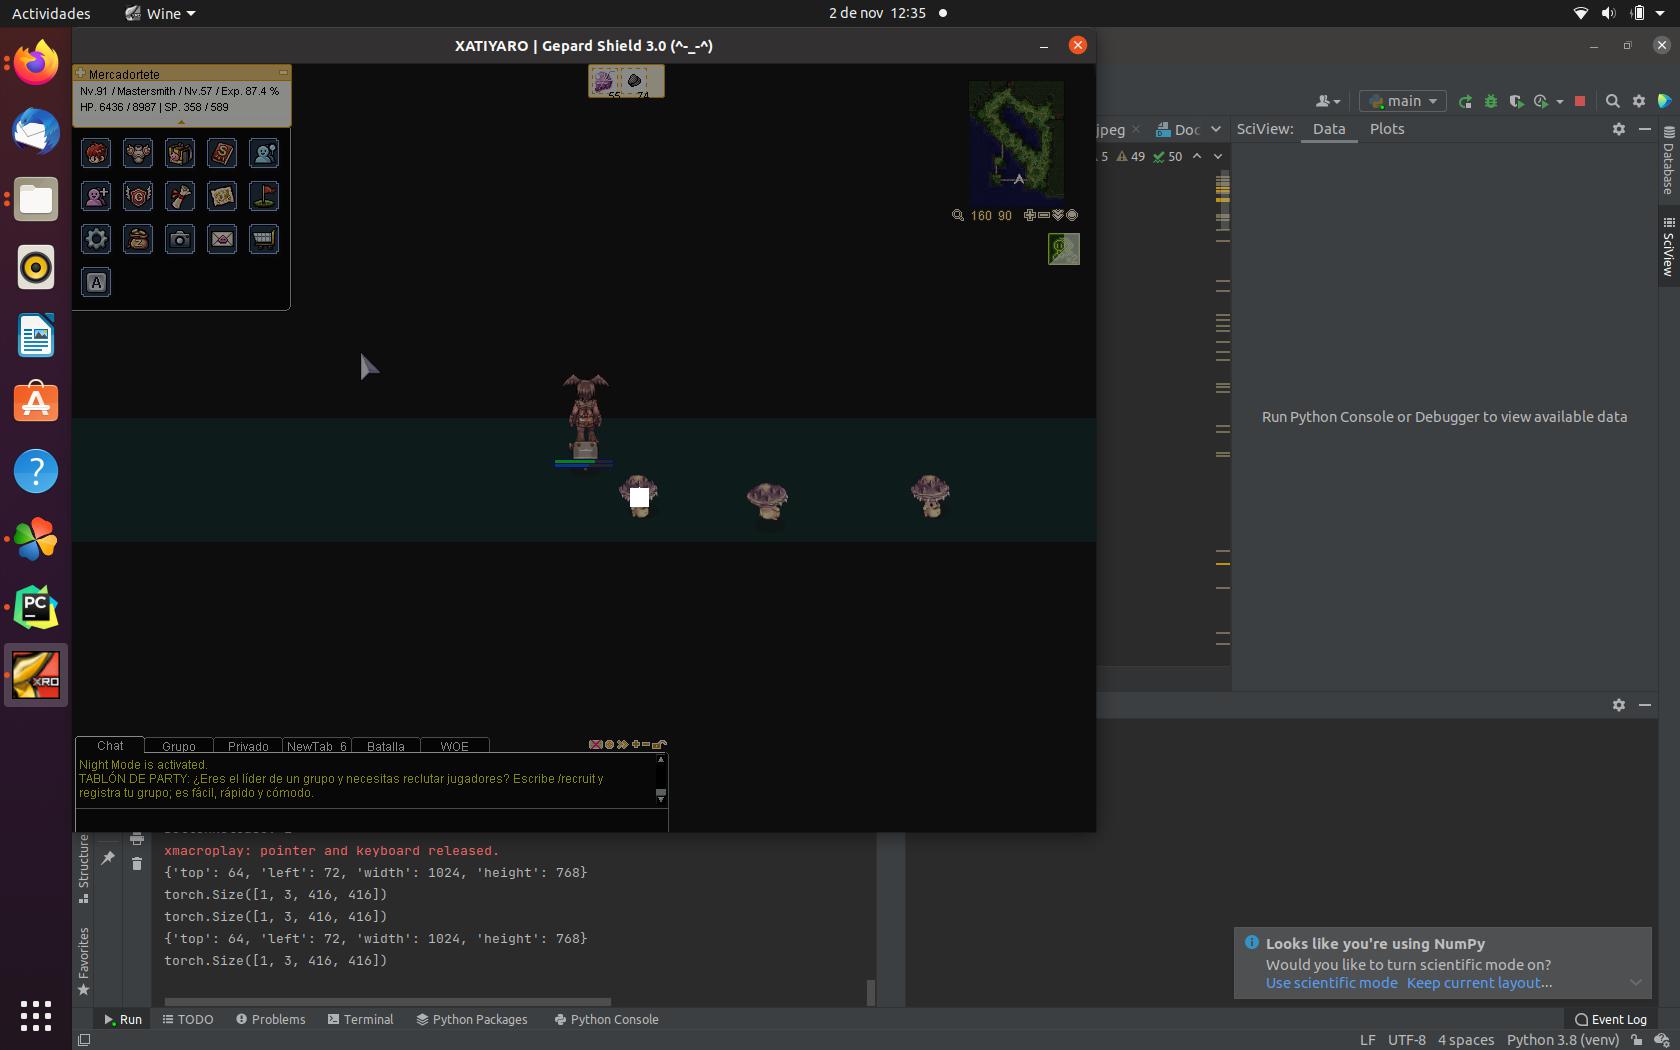 Actividades
Wine
2 de nov 12:35
XATIYARO | Gepard Shield 3.0 (^-_-^)
Mercadortete
Nv.91 / Mastersmith / Nv.57 / Exp. 87.4 %
HP. 6436 / 8987 | SP. 358 / 589
55
74
S
G
Z
A
160 90
main
jpeg
Doc
SciView:
Data
Plots
5
49
50
Database
SciView
Run Python Console or Debugger to view available data
PC
XRO
Chat
Grupo
Privado
NewTab_6
Batalla
WOE
Night Mode is activated.
TABLÓN DE PARTY: ¿Eres el líder de un grupo y necesitas reclutar jugadores? Escribe /recruit y
registra tu grupo; es fácil, rápido y cómodo.
Structure
Favorites
xmacroplay: pointer and keyboard released.
{'top': 64, 'left': 72, 'width': 1024, 'height': 768}
torch.Size([1, 3, 416, 416])
torch.Size([1, 3, 416, 416])
{'top': 64, 'left': 72, 'width': 1024, 'height': 768}
torch.Size([1, 3, 416, 416])
Looks like you're using NumPy
Would you like to turn scientific mode on?
Use scientific mode Keep current layout...
Run
TODO
Problems
Terminal
Python Packages
Python Console
Event Log
LF
UTF-8
4 spaces
Python 3.8 (venv)